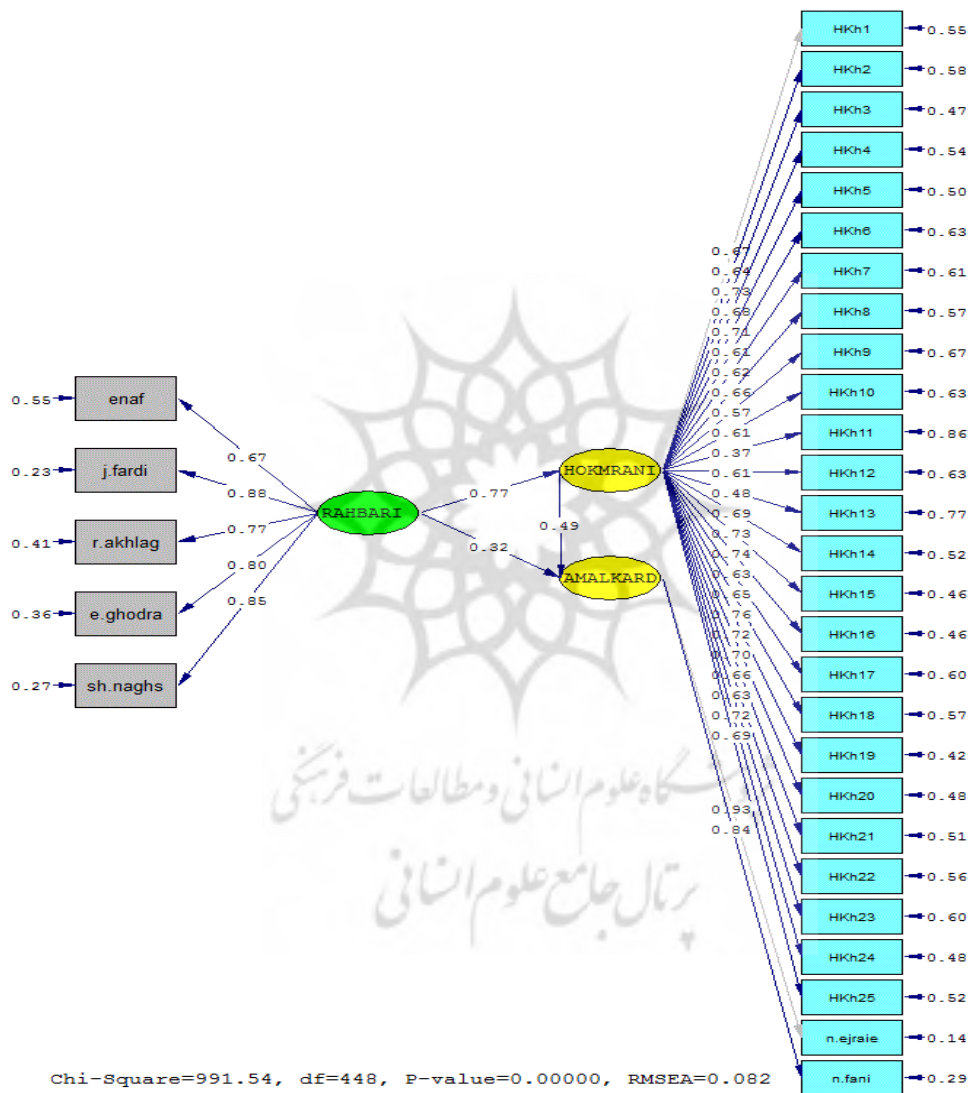 0.55
enaf
0.23
j.fardi
0.41
r.akhlag
0.36
e.ghodra
0.27
sh.naghs
0.67
0.88
0.77
0.80
0.85
RAHBARI
0.77
0.32
HOKMRANI
0.49
AMALKARD
0.67
0.64
0.73
0.68
0.71
0.61
0.62
0.66
0.57
0.61
0.37
0.61
0.48
0.69
0.73
0.74
0.63
0.65
0.76
0.72
0.70
0.66
0.63
0.72
0.69
0.93
0.84
HKh1 0.55
HKh2 0.58
HKh3 0.47
HKh4 0.54
HKh5 0.50
HKh6 0.63
HKh7 0.61
HKh8 0.57
HKh9 0.67
HKh10 0.63
HKh11 0.86
HKh12 0.63
HKh13 0.77
HKh14 0.52
HKh15 0.46
HKh16 0.46
HKh17 0.60
HKh18 0.57
HKh19 0.42
HKh20 0.48
HKh21 0.51
HKh22 0.56
HKh23 0.60
HKh24 0.48
HKh25 0.52
n.ejraie 0.14
n.fani 0.29
علوم انسانی و مطالعات فرهنگی
پرتال جامع علوم انسانی
Chi-Square=991.54, df=448, P-value=0.00000, RMSEA=0.082